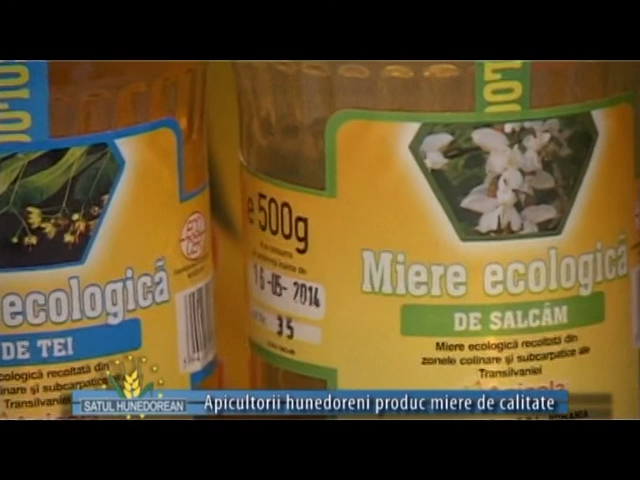 ecologică
DE TEI
ecologică recoltată din
colinare și subcarpatice
Transilvaniei
e 500g
16-05-2014
35
Miere ecologică
DE SALCÂM
Miere ecologică recoltată din
zonele colinare și subcarpatice ale
Transilvaniei
SATUL HUNEDOREAN
Apicultorii hunedoreni produc miere de calitate